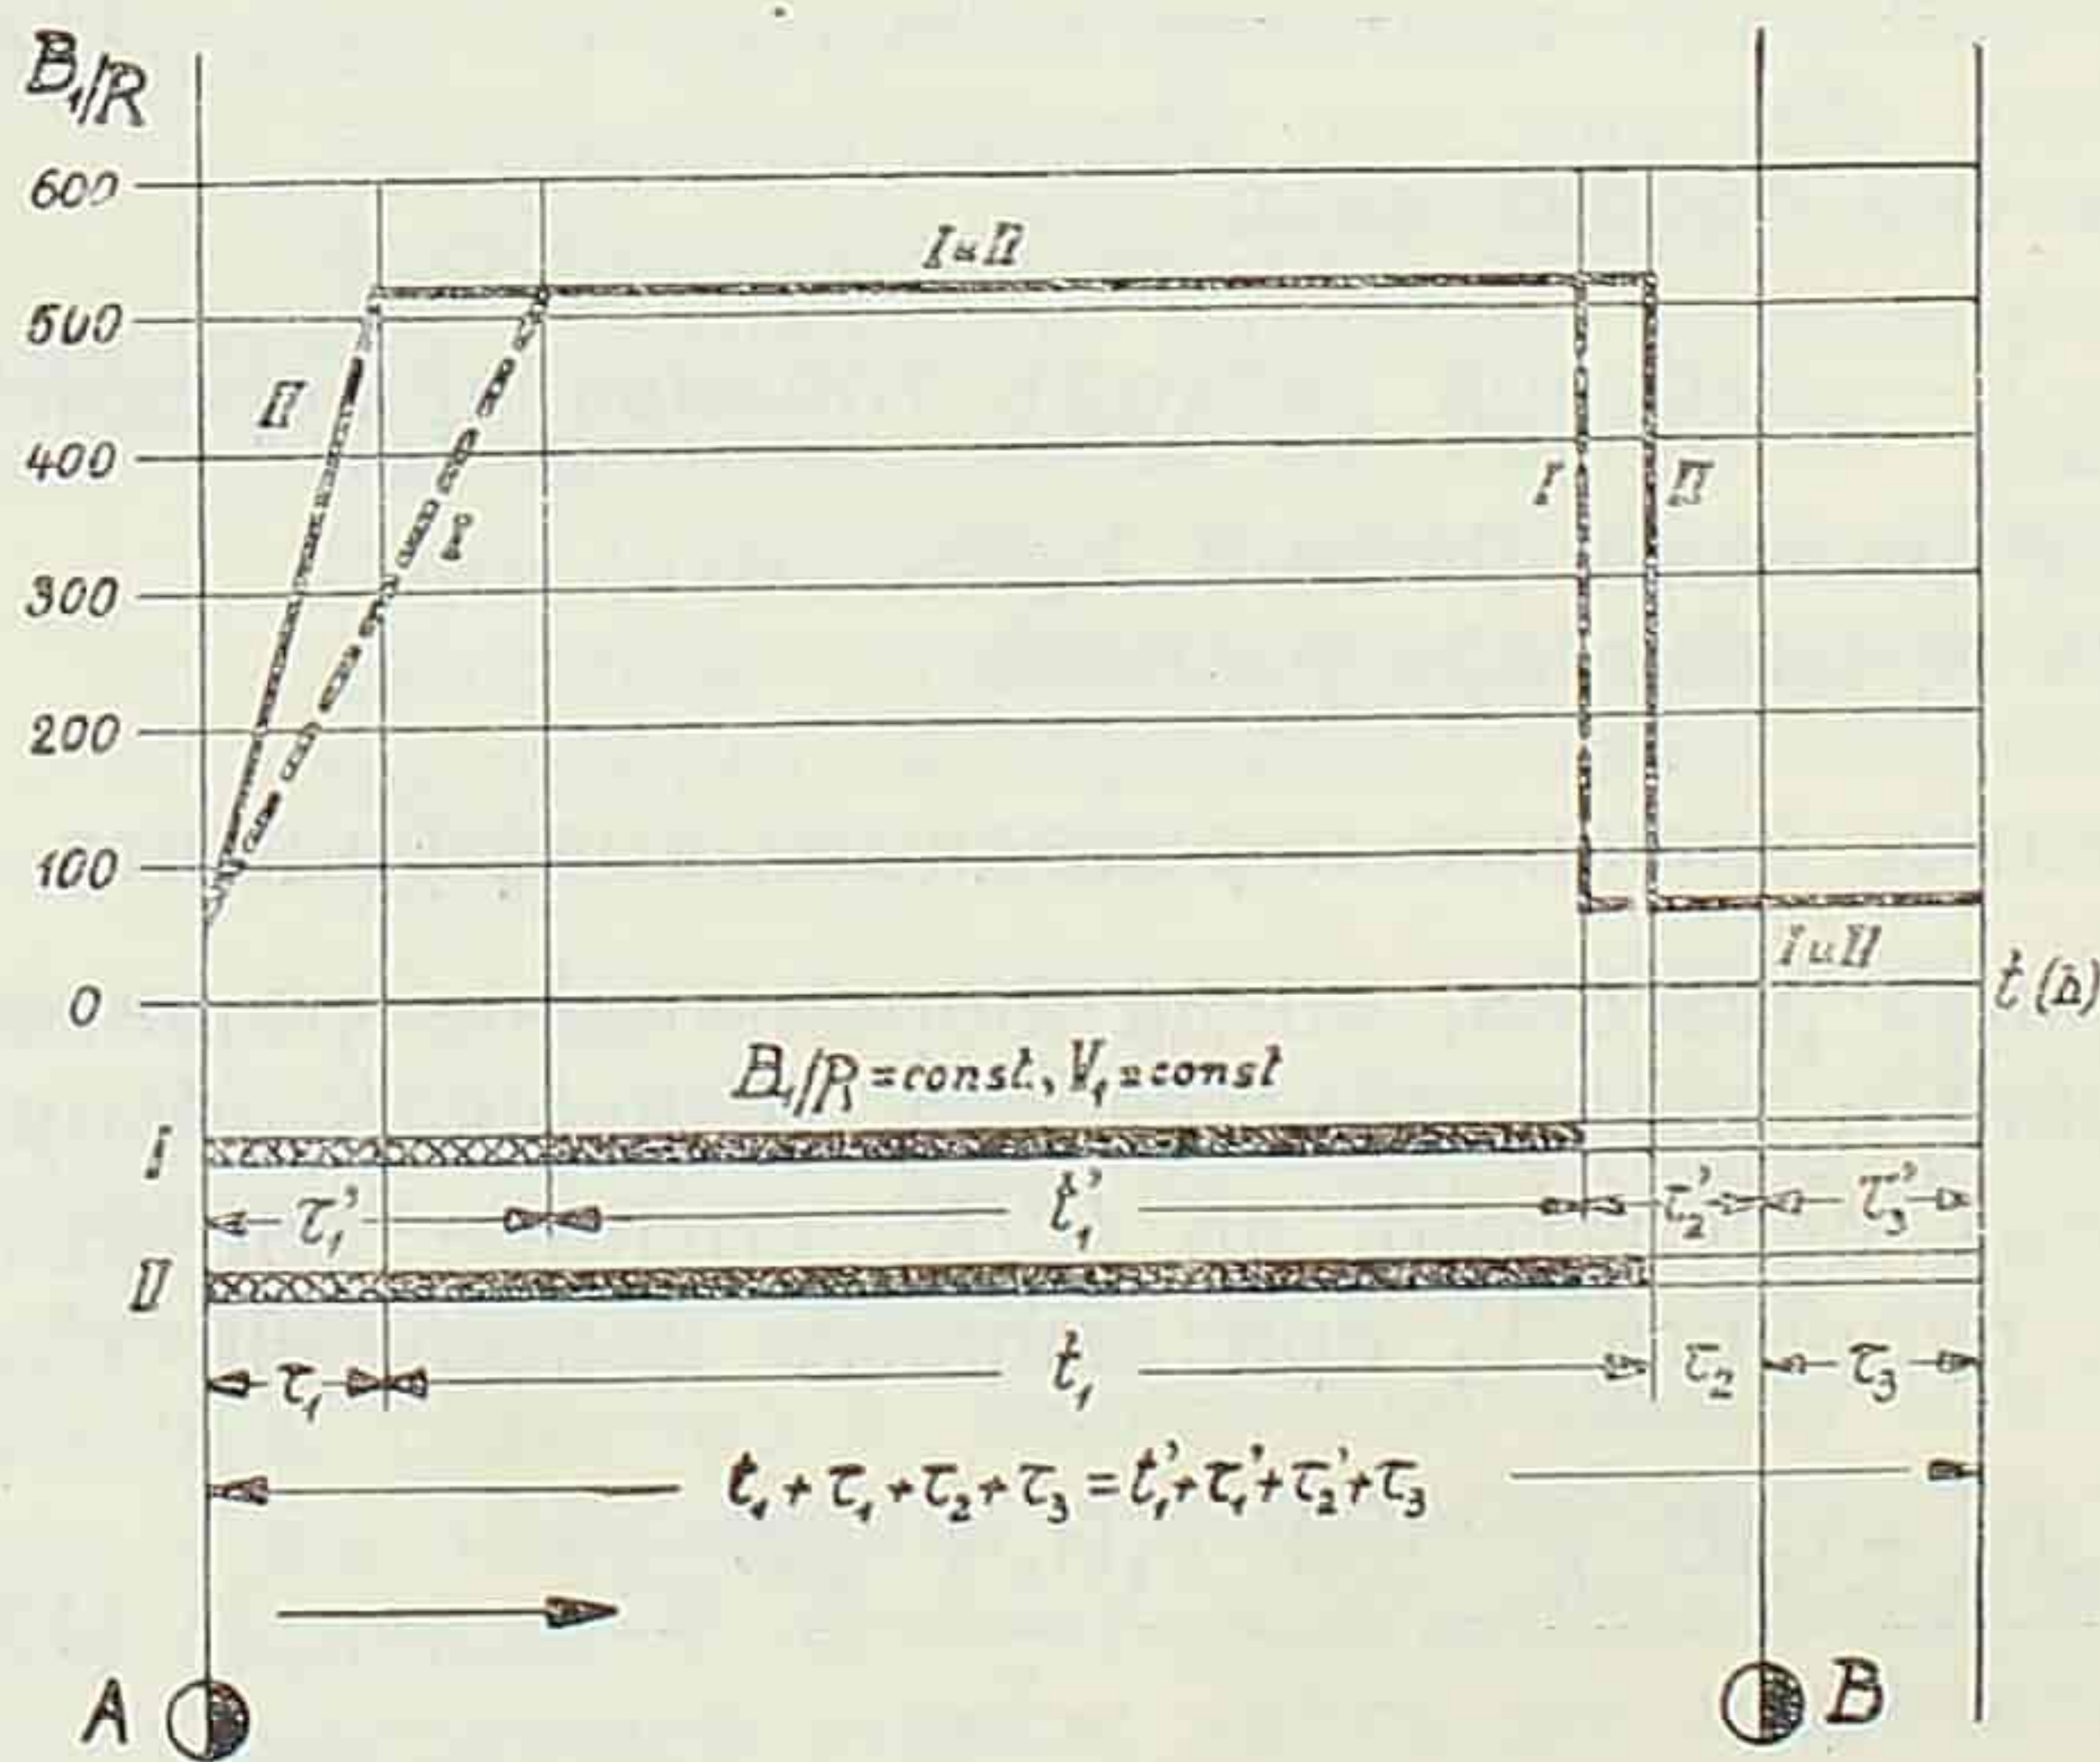 B₁/R
600
I и II
500
II
400
I
I II
300
200
100
I и II
0
t (h)
B₁/R = const, V₁ = const
I
τ₁' t₁' τ₂' τ₃'
II
τ₁ t₁ τ₂ τ₃
t₁ + τ₁ + τ₂ + τ₃ = t₁' + τ₁' + τ₂' + τ₃
A B